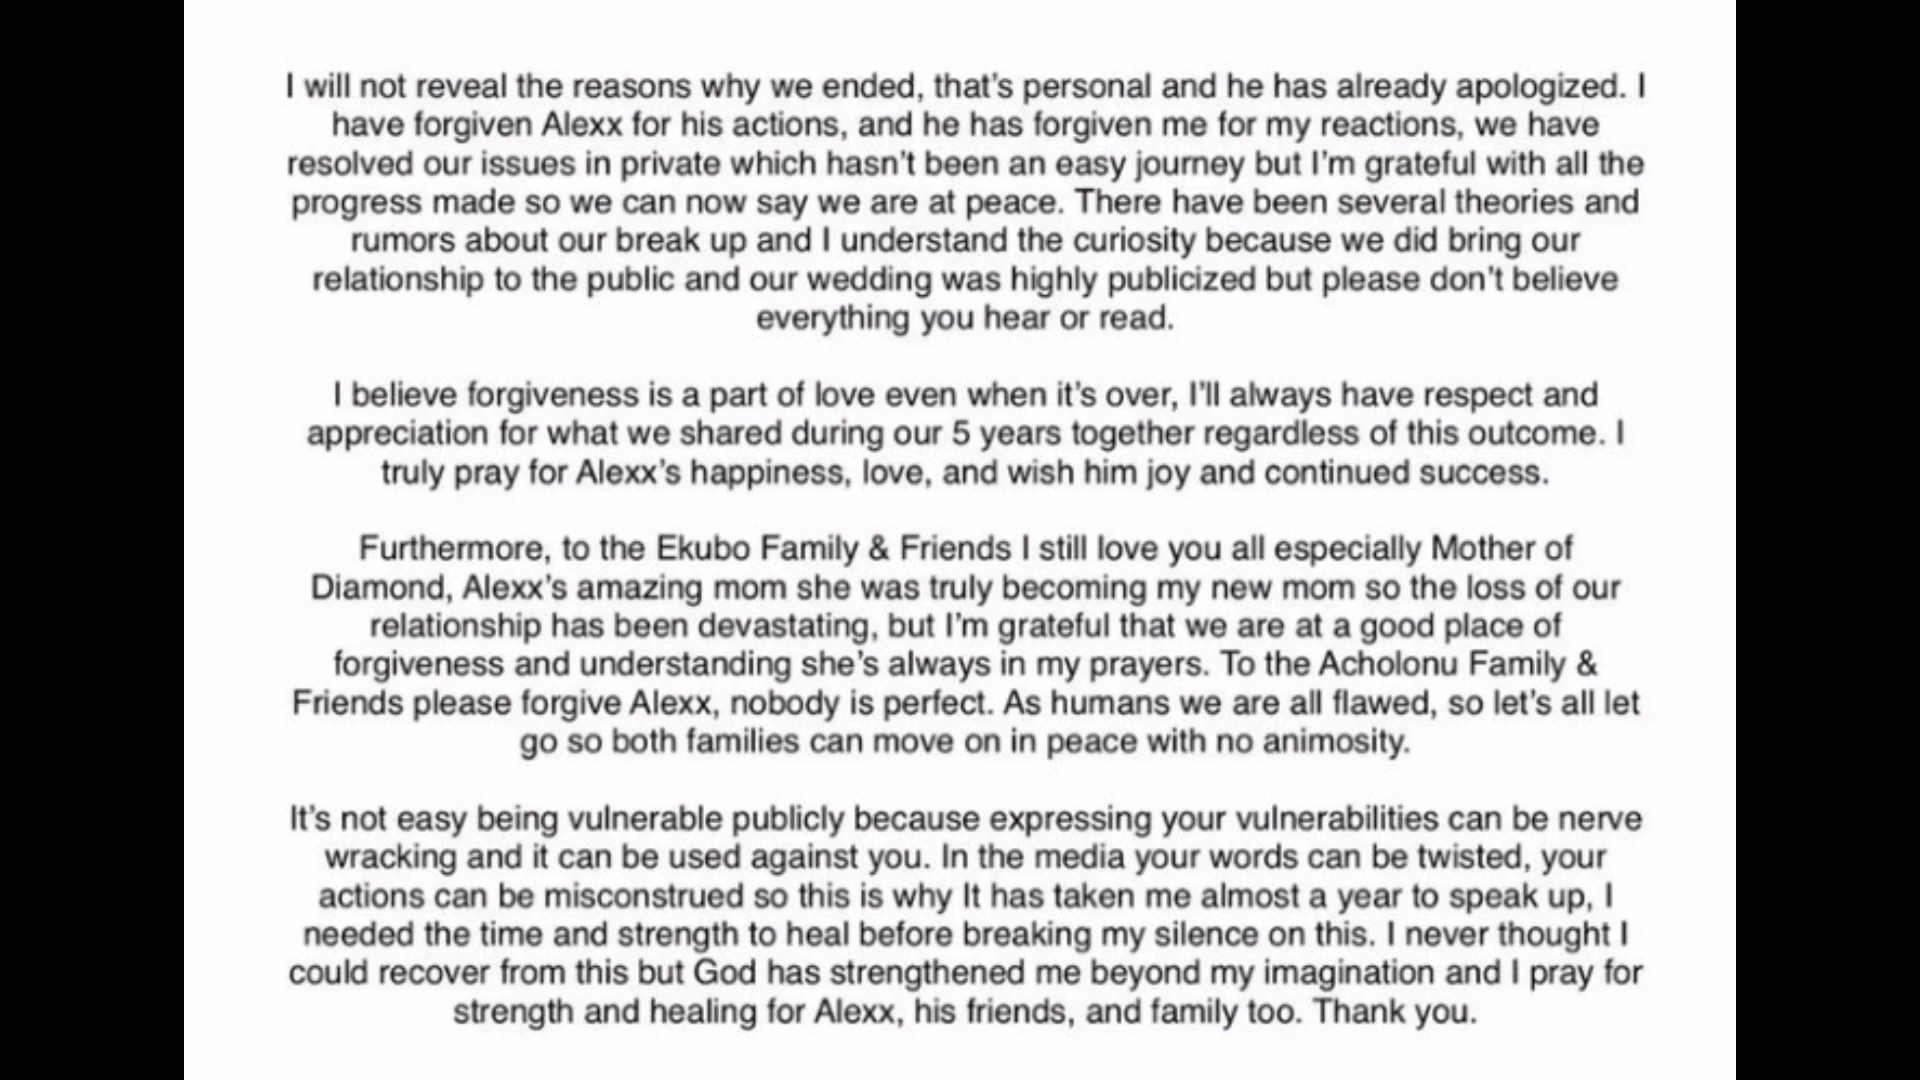 I will not reveal the reasons why we ended, that's personal and he has already apologized. I
have forgiven Alexx for his actions, and he has forgiven me for my reactions, we have
resolved our issues in private which hasn't been an easy journey but I'm grateful with all the
progress made so we can now say we are at peace. There have been several theories and
rumors about our break up and I understand the curiosity because we did bring our
relationship to the public and our wedding was highly publicized but please don't believe
everything you hear or read.
I believe forgiveness is a part of love even when it's over, I'll always have respect and
appreciation for what we shared during our 5 years together regardless of this outcome. I
truly pray for Alexx's happiness, love, and wish him joy and continued success.
Furthermore, to the Ekubo Family & Friends I still love you all especially Mother of
Diamond, Alexx's amazing mom she was truly becoming my new mom so the loss of our
relationship has been devastating, but I'm grateful that we are at a good place of
forgiveness and understanding she's always in my prayers. To the Acholonu Family &
Friends please forgive Alexx, nobody is perfect. As humans we are all flawed, so let's all let
go so both families can move on in peace with no animosity.
It's not easy being vulnerable publicly because expressing your vulnerabilities can be nerve
wracking and it can be used against you. In the media your words can be twisted, your
actions can be misconstrued so this is why It has taken me almost a year to speak up, I
needed the time and strength to heal before breaking my silence on this. I never thought I
could recover from this but God has strengthened me beyond my imagination and I pray for
strength and healing for Alexx, his friends, and family too. Thank you.